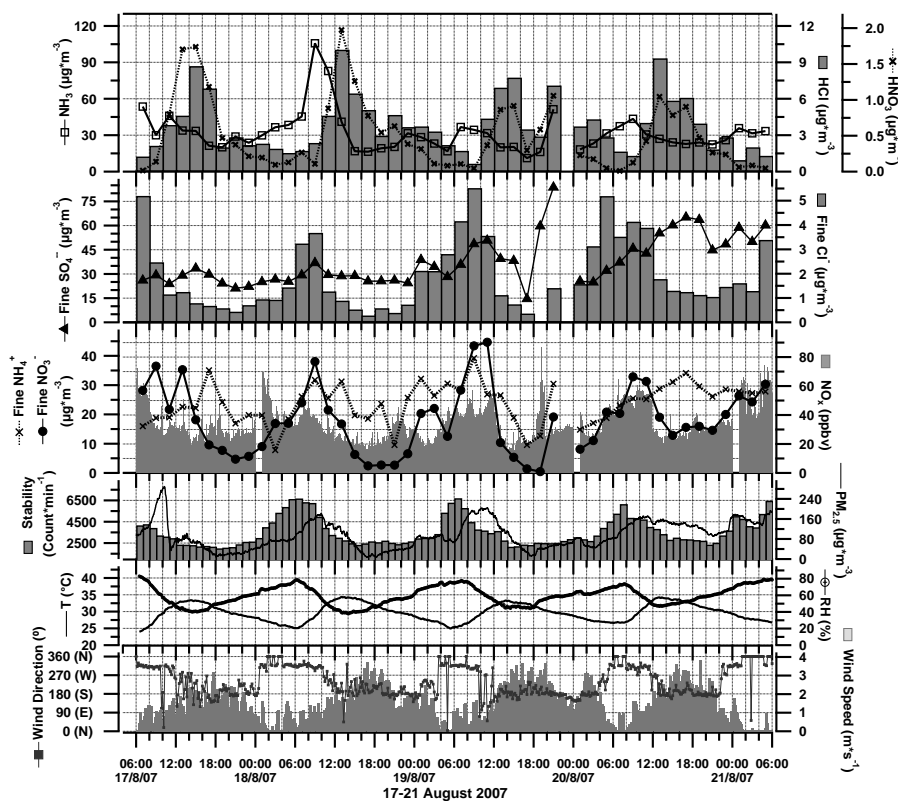 NH₃ (µg*m⁻³)
120
90
60
30
0
12
9
6
3
0
HCl (µg*m⁻³)
2.0
1.5
1.0
0.5
0.0
HNO₃ (µg*m⁻³)
Fine SO₄⁻⁻ (µg*m⁻³)
75
60
45
30
15
0
5
4
3
2
1
0
Fine Cl⁻ (µg*m⁻³)
Fine NH₄⁺
Fine NO₃⁻
(µg*m⁻³)
40
30
20
10
0
80
60
40
20
0
NOₓ (ppbv)
Stability
(Count*min⁻¹)
6500
4500
2500
240
160
80
0
PM₂.₅ (µg*m⁻³)
T (°C)
40
35
30
25
20
80
60
40
20
RH (%)
Wind Direction (º)
360 (N)
270 (W)
180 (S)
90 (E)
0 (N)
4
3
2
1
0
Wind Speed (m*s⁻¹)
06:00 12:00 18:00 00:00 06:00 12:00 18:00 00:00 06:00 12:00 18:00 00:00 06:00 12:00 18:00 00:00 06:00
17/8/07 18/8/07 19/8/07 20/8/07 21/8/07
17-21 August 2007